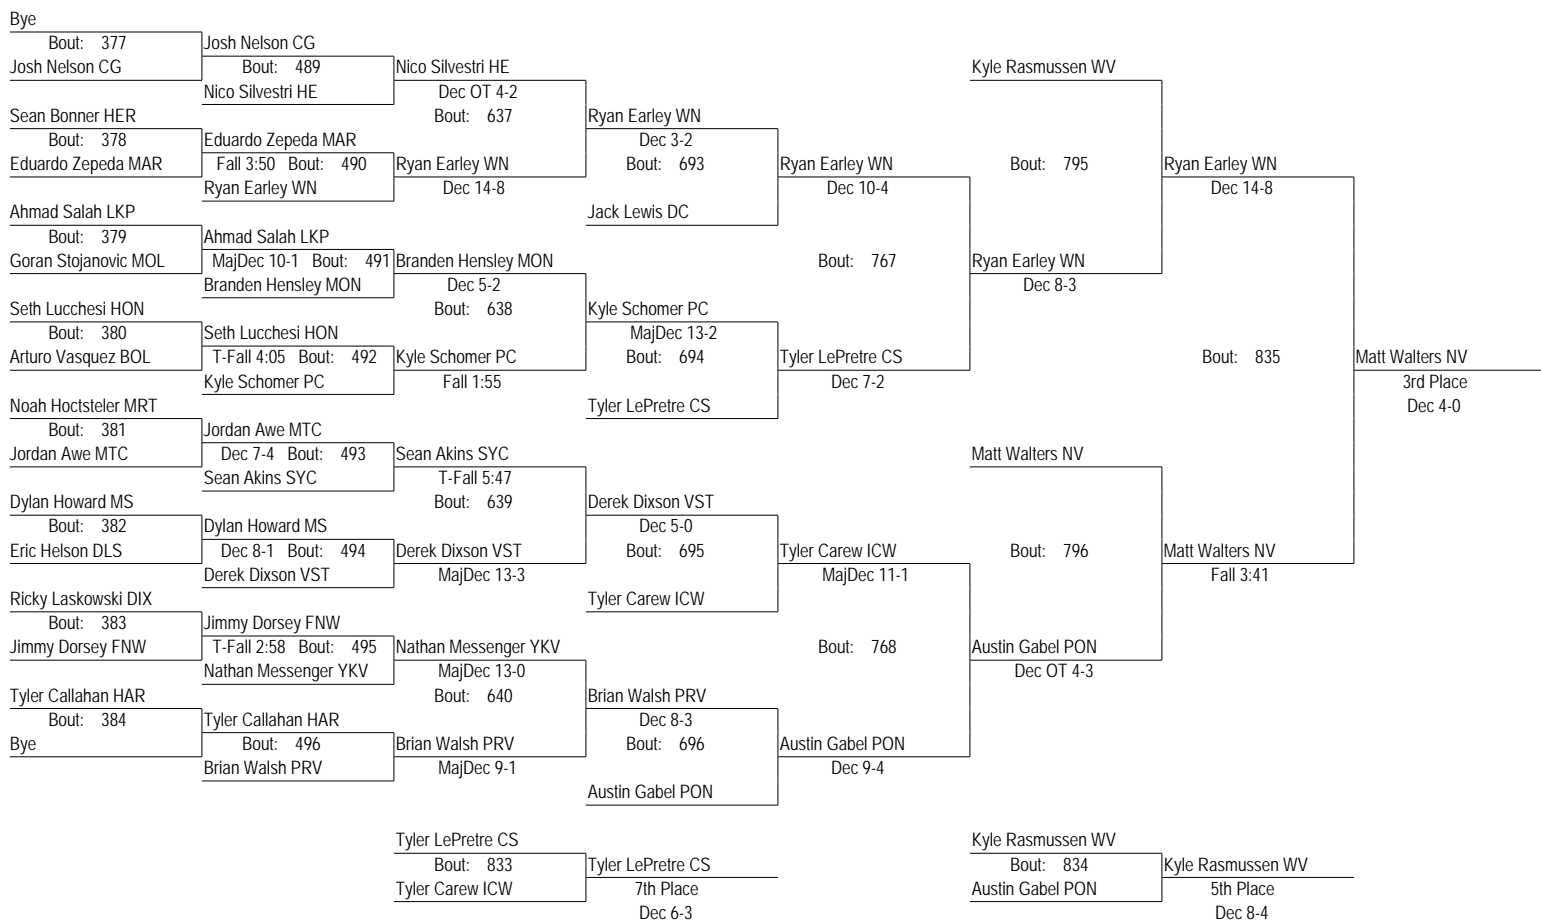 Bye
Bout: 377 Josh Nelson CG
Josh Nelson CG Bout: 489 Nico Silvestri HE Kyle Rasmussen WV
Nico Silvestri HE Dec OT 4-2
Sean Bonner HER Bout: 637 Ryan Earley WN
Bout: 378 Eduardo Zepeda MAR Dec 3-2
Eduardo Zepeda MAR Fall 3:50 Bout: 490 Ryan Earley WN Bout: 693 Ryan Earley WN Bout: 795 Ryan Earley WN
Ryan Earley WN Dec 14-8 Dec 10-4 Dec 14-8
Ahmad Salah LKP Jack Lewis DC
Bout: 379 Ahmad Salah LKP
Goran Stojanovic MOL MajDec 10-1 Bout: 491 Branden Hensley MON Bout: 767 Ryan Earley WN
Branden Hensley MON Dec 5-2 Dec 8-3
Seth Lucchesi HON Bout: 638 Kyle Schomer PC
Bout: 380 Seth Lucchesi HON MajDec 13-2
Arturo Vasquez BOL T-Fall 4:05 Bout: 492 Kyle Schomer PC Bout: 694 Tyler LePretre CS Bout: 835 Matt Walters NV
Kyle Schomer PC Fall 1:55 Dec 7-2 3rd Place
Noah Hoctsteler MRT Tyler LePretre CS Dec 4-0
Bout: 381 Jordan Awe MTC
Jordan Awe MTC Dec 7-4 Bout: 493 Sean Akins SYC Matt Walters NV
Sean Akins SYC T-Fall 5:47
Dylan Howard MS Bout: 639 Derek Dixson VST
Bout: 382 Dylan Howard MS Dec 5-0
Eric Helson DLS Dec 8-1 Bout: 494 Derek Dixson VST Bout: 695 Tyler Carew ICW Bout: 796 Matt Walters NV
Derek Dixson VST MajDec 13-3 MajDec 11-1 Fall 3:41
Ricky Laskowski DIX Tyler Carew ICW
Bout: 383 Jimmy Dorsey FNW
Jimmy Dorsey FNW T-Fall 2:58 Bout: 495 Nathan Messenger YKV Bout: 768 Austin Gabel PON
Nathan Messenger YKV MajDec 13-0 Dec OT 4-3
Tyler Callahan HAR Bout: 640 Brian Walsh PRV
Bout: 384 Tyler Callahan HAR Dec 8-3
Bye Bout: 496 Brian Walsh PRV Bout: 696 Austin Gabel PON
Brian Walsh PRV MajDec 9-1 Dec 9-4
Austin Gabel PON
Tyler LePretre CS Kyle Rasmussen WV
Bout: 833 Tyler LePretre CS Bout: 834 Kyle Rasmussen WV
Tyler Carew ICW 7th Place Austin Gabel PON 5th Place
Dec 6-3 Dec 8-4